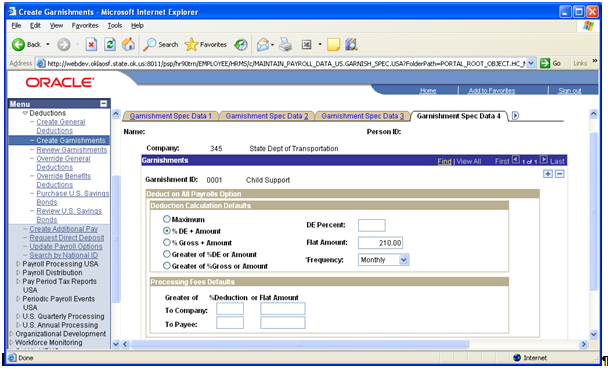 Create Garnishments - Microsoft Internet Explorer
File Edit View Favorites Tools Help
Back Search Favorites
Address http://webdev.oklaosf.state.ok.us:8011/psp/hr90trn/EMPLOYEE/HRMS/c/MAINTAIN_PAYROLL_DATA_US.GARNISH_SPEC.USA?FolderPath=PORTAL_ROOT_OBJECT.HC_M Go Links »
ORACLE
Home Add to Favorites Sign out
Menu
Deductions
– Create General
Deductions
– Create Garnishments
– Review Garnishments
– Override General
Deductions
– Override Benefits
Deductions
– Purchase U.S. Savings
Bonds
– Review U.S. Savings
Bonds
– Create Additional Pay
– Request Direct Deposit
– Update Payroll Options
– Search by National ID
Payroll Processing USA
Payroll Distribution
Pay Period Tax Reports
USA
Periodic Payroll Events
USA
U.S. Quarterly Processing
U.S. Annual Processing
Organizational Development
Workforce Monitoring
Garnishment Spec Data 1 Garnishment Spec Data 2 Garnishment Spec Data 3 Garnishment Spec Data 4
Name: Person ID:
Company: 345 State Dept of Transportation
Garnishments Find | View All First 1 of 1 Last
Garnishment ID: 0001 Child Support
Deduct on All Payrolls Option
Deduction Calculation Defaults
Maximum
% DE + Amount
% Gross + Amount
Greater of %DE or Amount
Greater of %Gross or Amount
DE Percent:
Flat Amount: 210.00
*Frequency: Monthly
Processing Fees Defaults
Greater of %Deduction or Flat Amount
To Company:
To Payee:
Done Internet
¶